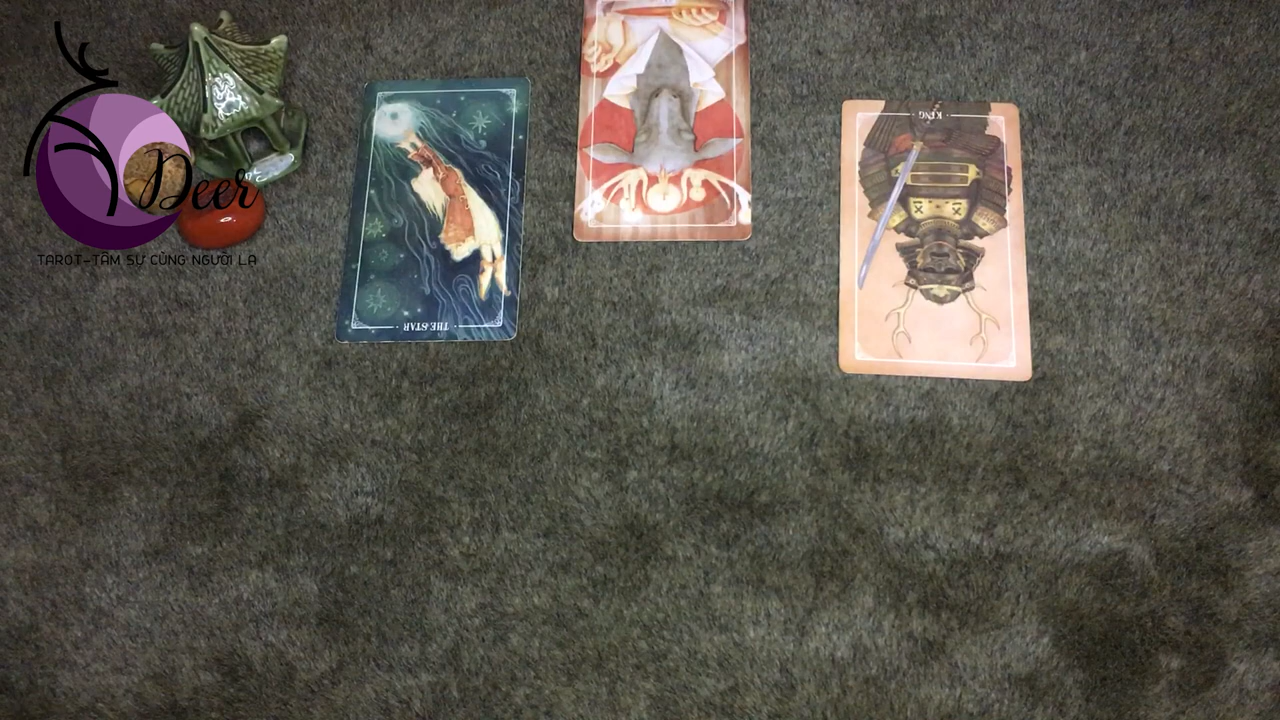 Deer
TAROT-TÂM SỰ CÙNG NGƯỜI LẠ
KING
THE STAR